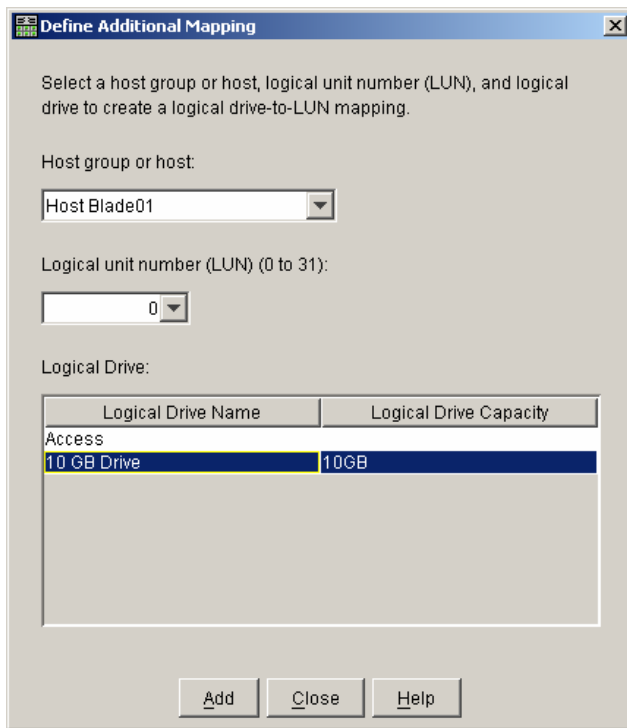 Define Additional Mapping
Select a host group or host, logical unit number (LUN), and logical
drive to create a logical drive-to-LUN mapping.
Host group or host:
Host Blade01
Logical unit number (LUN) (0 to 31):
0
Logical Drive:
Logical Drive Name Logical Drive Capacity
Access
10 GB Drive 10GB
Add Close Help